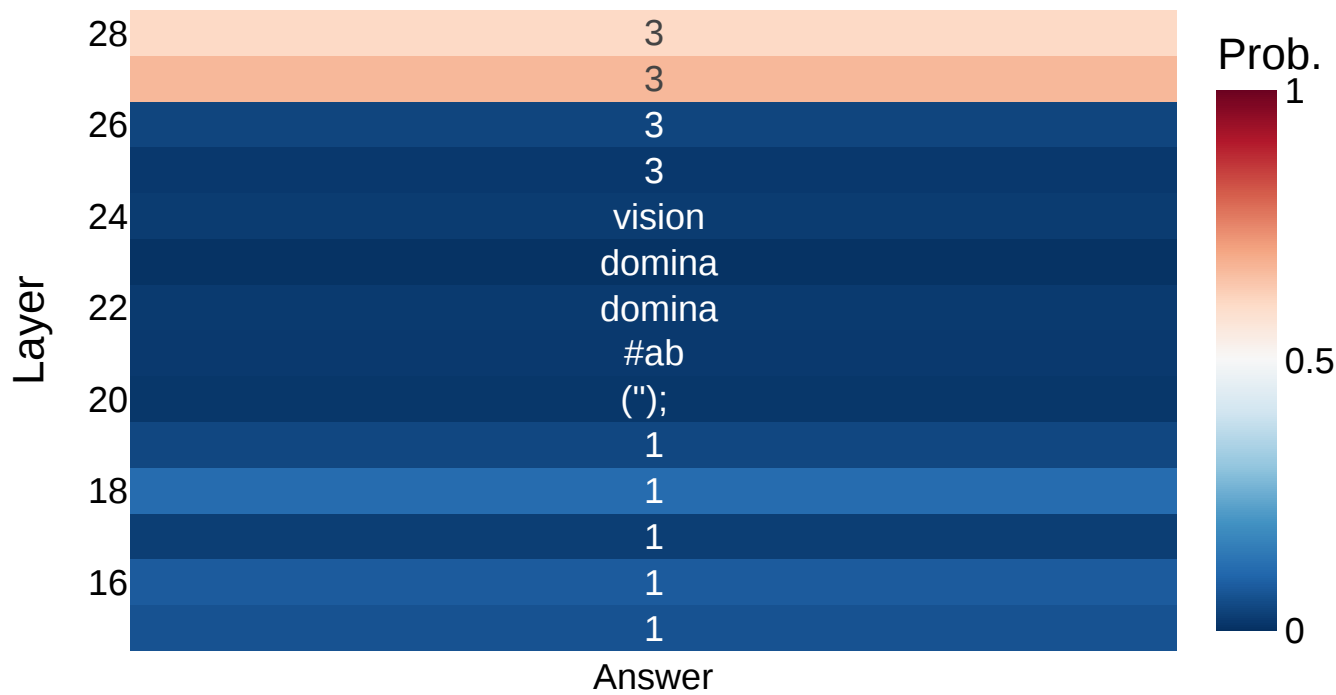 28 3
3
26 3
3
24 vision
domina
22 domina
#ab
20 (");
1
18 1
1
16 1
1
Answer
Layer
Prob.
1
0.5
0